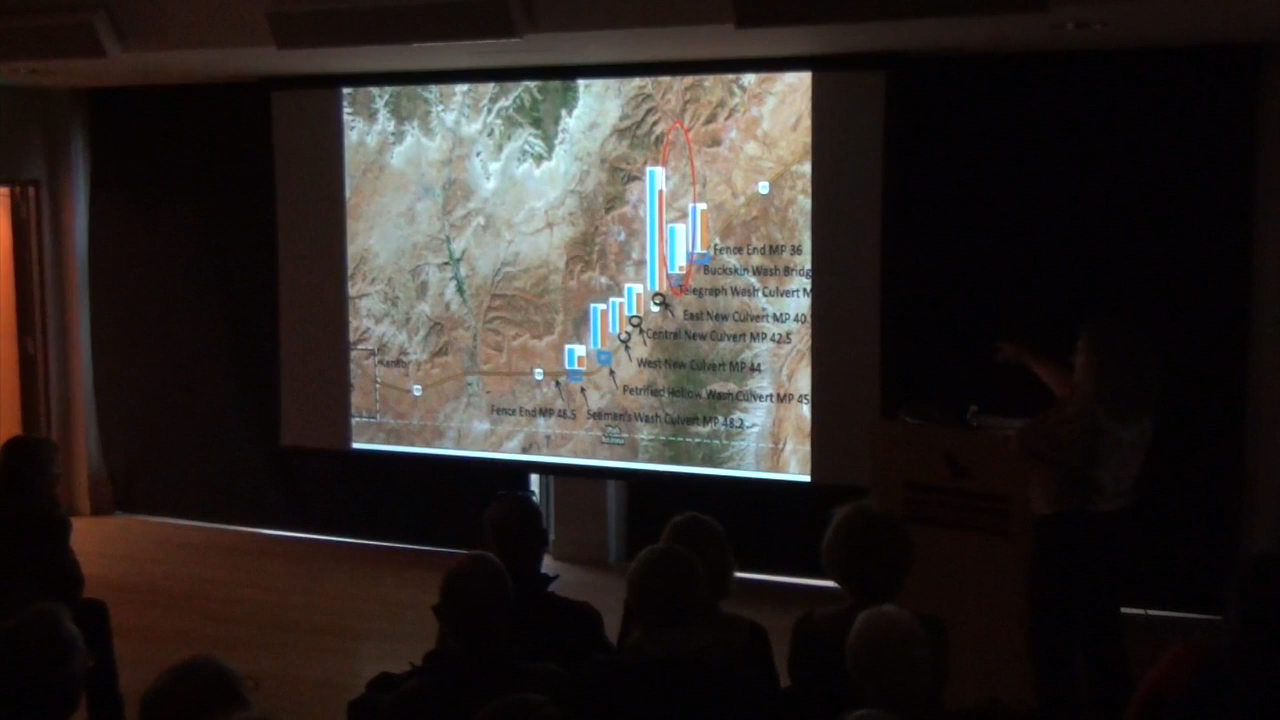 Fence End MP 36
Buckskin Wash Bridg
Telegraph Wash Culvert M
East New Culvert MP 40.
Central New Culvert MP 42.5
West New Culvert MP 44
Kanab
Petrified Hollow Wash Culvert MP 45
Fence End MP 48.5
Seaman's Wash Culvert MP 48.2